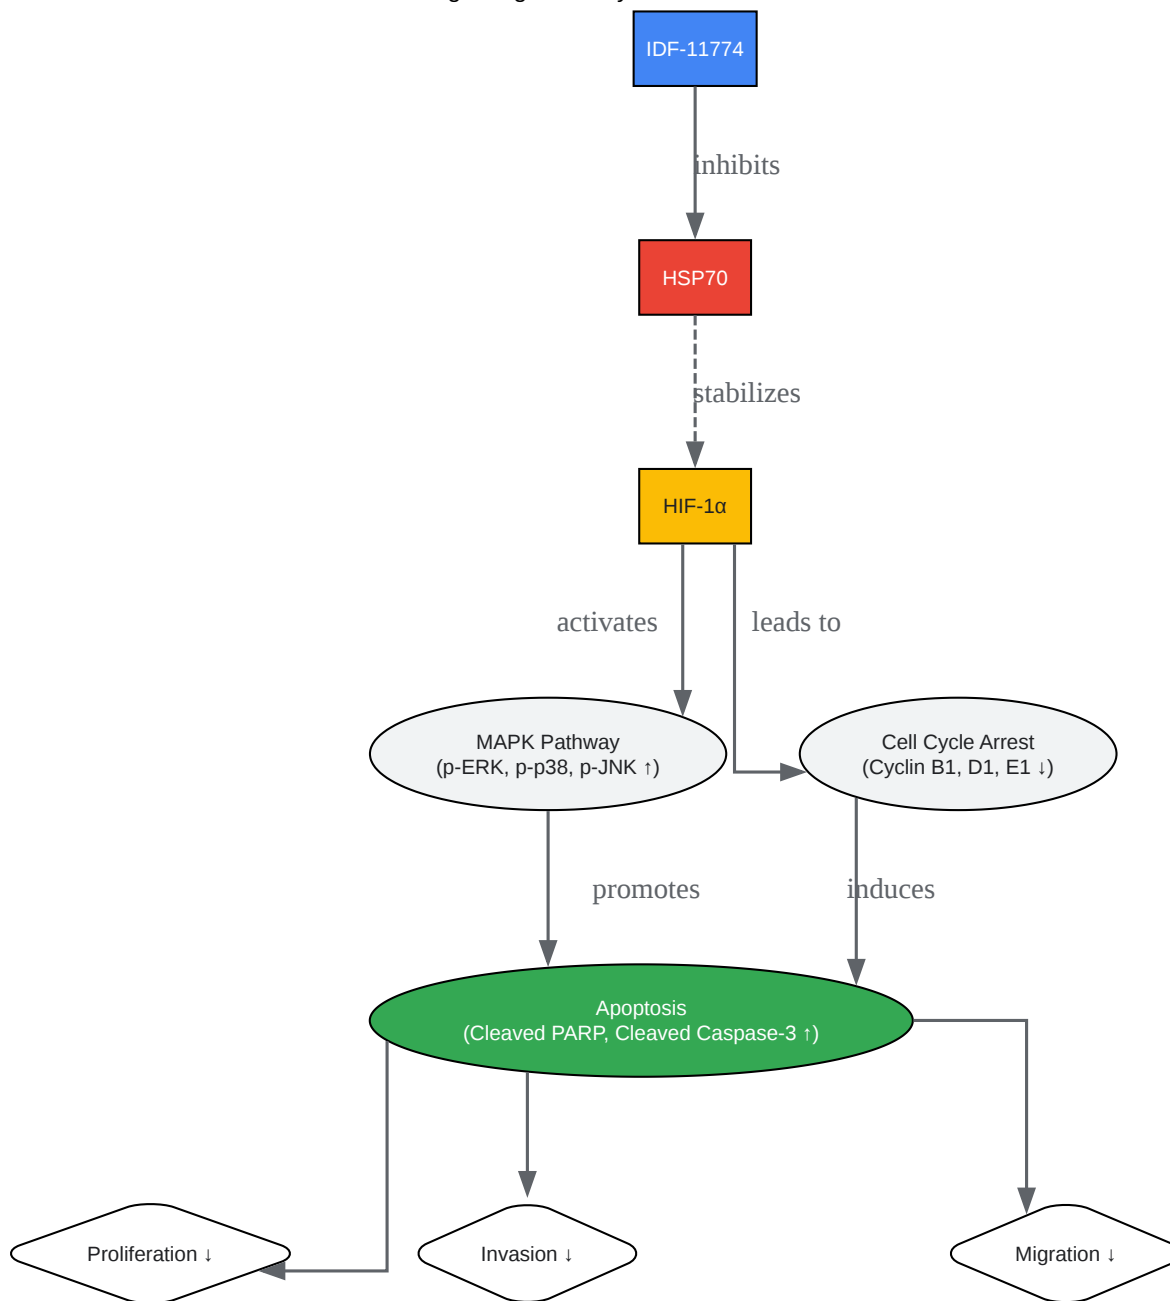 IDF-11774
inhibits
HSP70
stabilizes
HIF-1α
activates
leads to
MAPK Pathway
(p-ERK, p-p38, p-JNK ↑)
Cell Cycle Arrest
(Cyclin B1, D1, E1 ↓)
promotes
induces
Apoptosis
(Cleaved PARP, Cleaved Caspase-3 ↑)
Proliferation ↓
Invasion ↓
Migration ↓